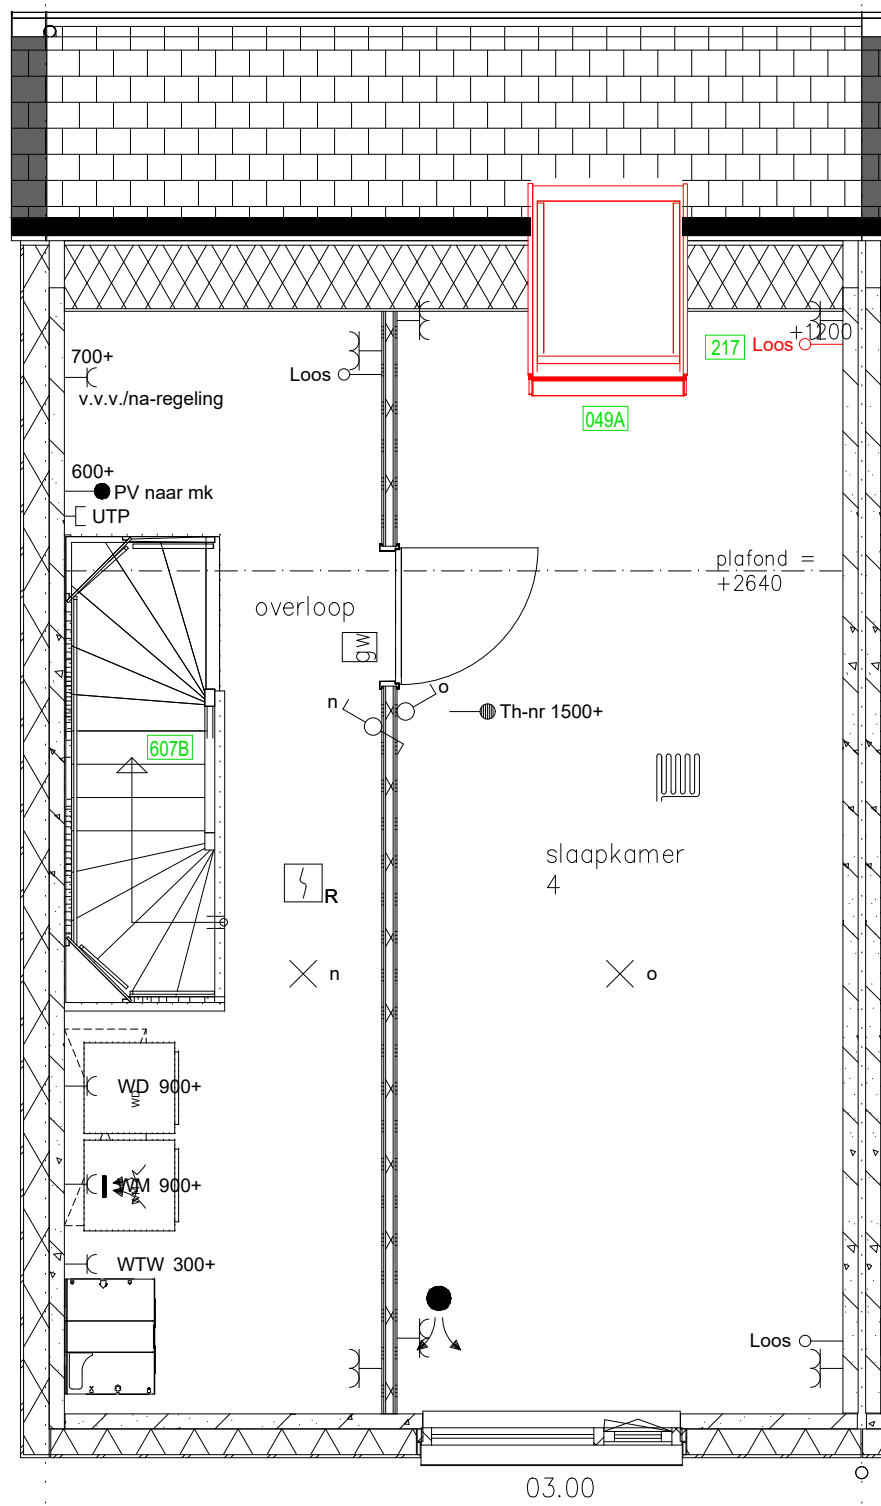 +1200
217 Loos
700+
Loos
v.v.v./na-regeling
049A
600+
PV naar mk
UTP
plafond =
+2640
overloop
gw
n
o
Th-nr 1500+
607B
slaapkamer
4
R
n
o
WD 900+
WD
WM 900+
WTW 300+
Loos
03.00